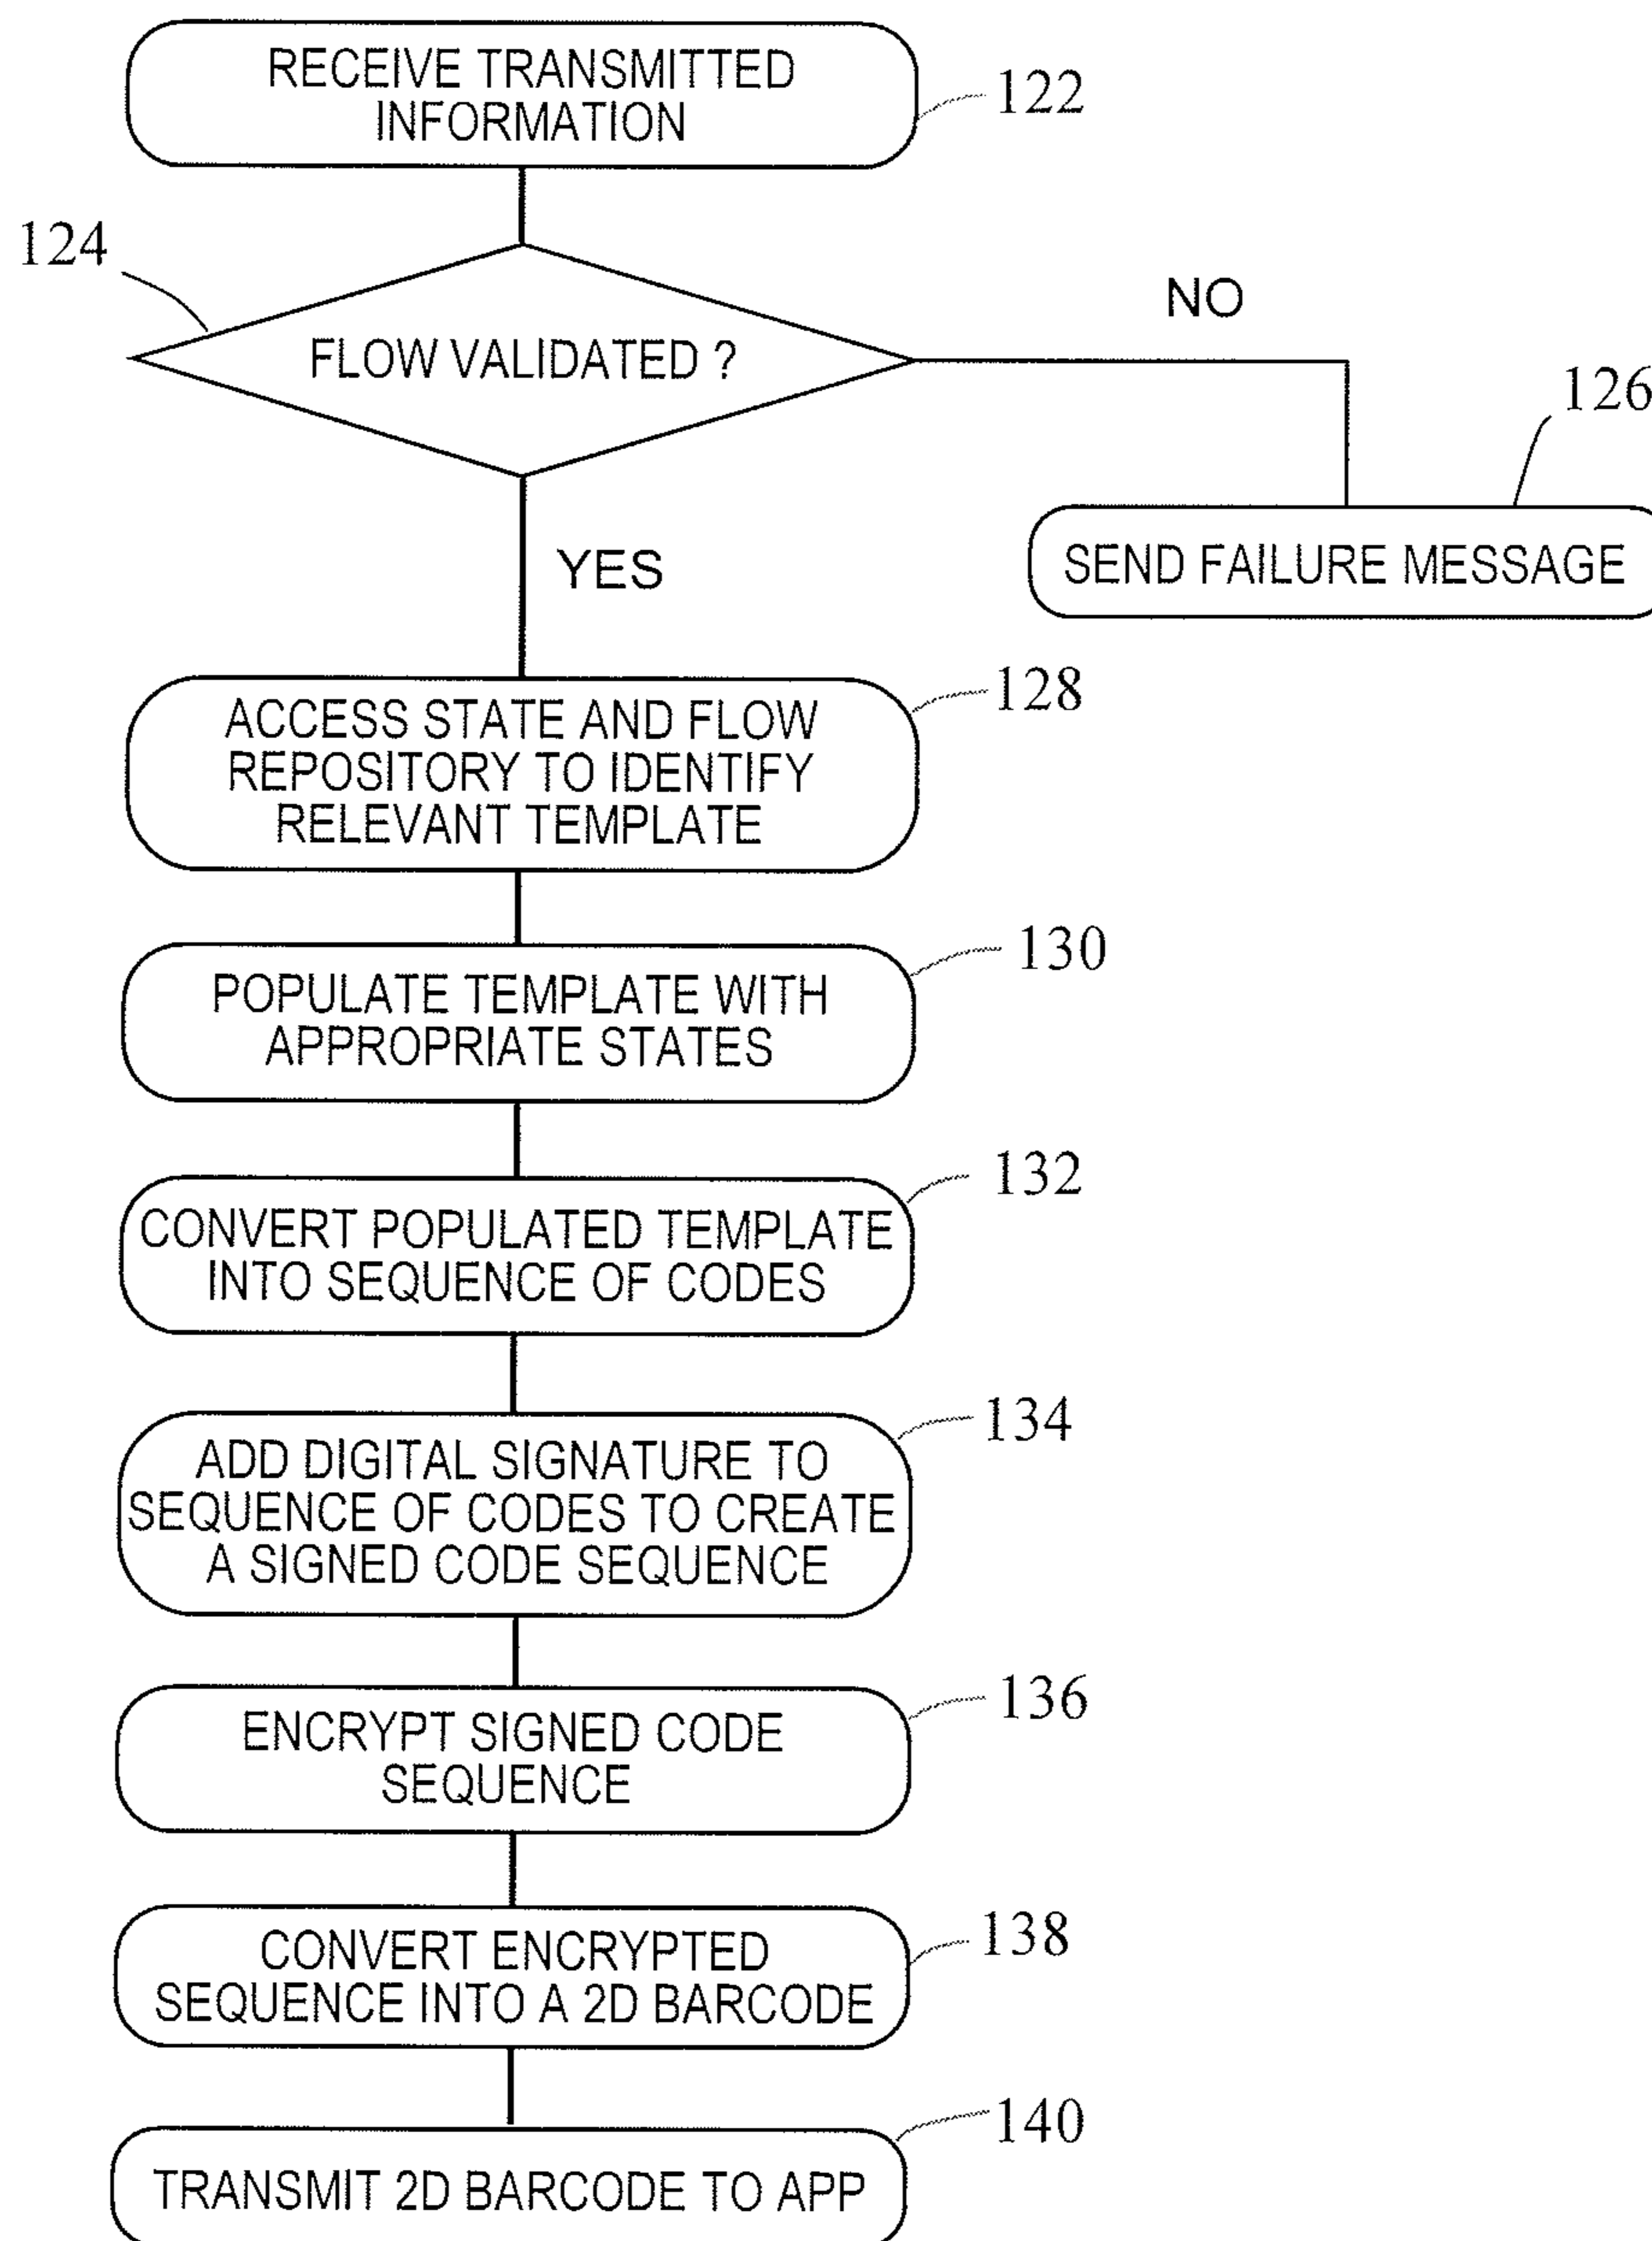 RECEIVE TRANSMITTED
INFORMATION
122
124
FLOW VALIDATED ?
NO
126
SEND FAILURE MESSAGE
YES
ACCESS STATE AND FLOW
REPOSITORY TO IDENTIFY
RELEVANT TEMPLATE
128
POPULATE TEMPLATE WITH
APPROPRIATE STATES
130
CONVERT POPULATED TEMPLATE
INTO SEQUENCE OF CODES
132
ADD DIGITAL SIGNATURE TO
SEQUENCE OF CODES TO CREATE
A SIGNED CODE SEQUENCE
134
ENCRYPT SIGNED CODE
SEQUENCE
136
CONVERT ENCRYPTED
SEQUENCE INTO A 2D BARCODE
138
TRANSMIT 2D BARCODE TO APP
140